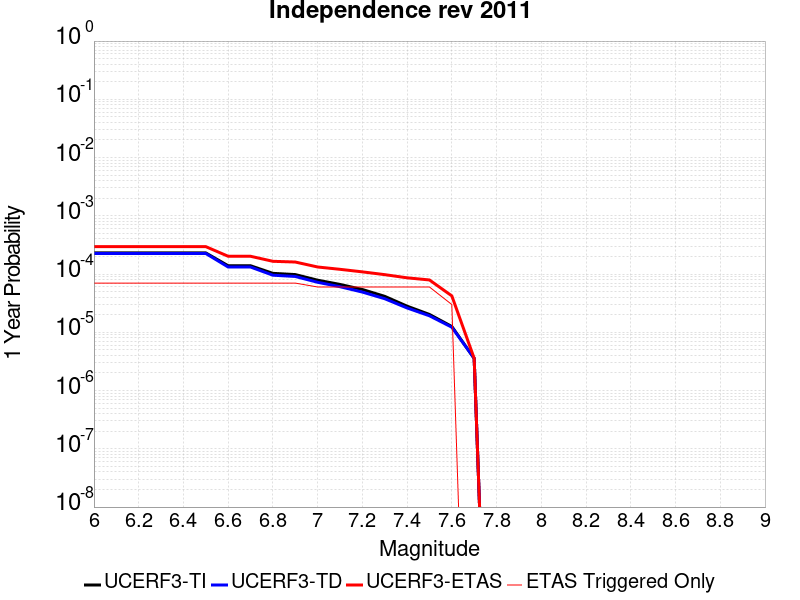 Independence rev 2011
10^0
10^-1
10^-2
10^-3
10^-4
10^-5
10^-6
10^-7
10^-8
1 Year Probability
6 6.2 6.4 6.6 6.8 7 7.2 7.4 7.6 7.8 8 8.2 8.4 8.6 8.8 9
Magnitude
UCERF3-TI UCERF3-TD UCERF3-ETAS ETAS Triggered Only